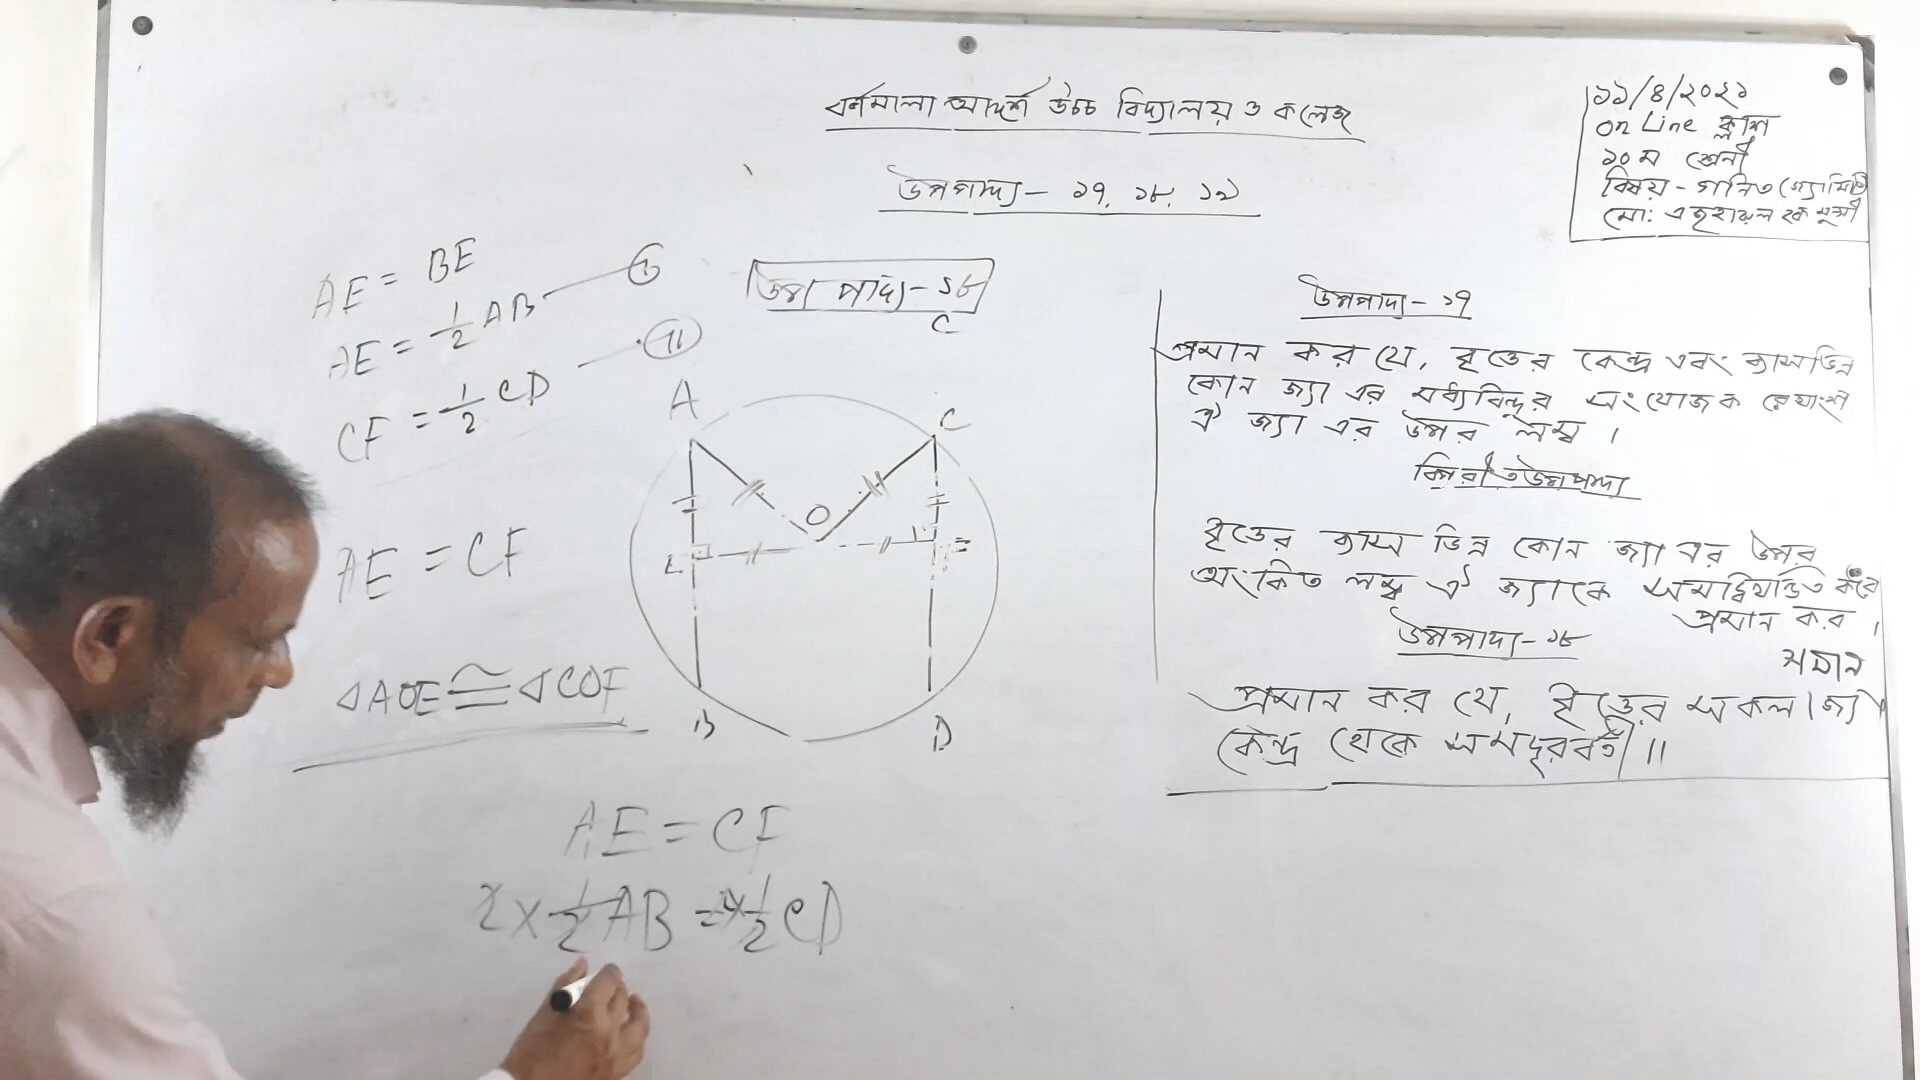 বর্ণমালা আদর্শ উচ্চ বিদ্যালয় ও কলেজ
উপপাদ্য - ১৭, ১৮, ১৯
১১/৪/২০২১
on Line ক্লাশ
১০ম শ্রেনী
বিষয় - গনিত (জ্যামিতি)
মো: হক মুন্সী
AE = BE
AE = 1/2 AB
CF = 1/2 CD
AE = CF
△AOE ≅ △COF
উপপাদ্য - ১৮
C
A
C
O
E
F
B
D
AE = CF
2 × 1/2 AB = 2 × 1/2 CD
উপপাদ্য - ১৭
প্রমান কর যে, বৃত্তের কেন্দ্র এবং ব্যাসভিন্ন
কোন জ্যা এর মধ্যবিন্দুর সংযোজক রেখাংশ
ঐ জ্যা এর উপর লম্ব ।
বিপরীত উপপাদ্য
বৃত্তের ব্যাস ভিন্ন কোন জ্যা এর উপর
অংকিত লম্ব ঐ জ্যাকে সমদ্বিখন্ডিত করে
প্রমান কর ।
উপপাদ্য - ১৮
সমান
প্রমান কর যে, বৃত্তের সকল জ্যা
কেন্দ্র থেকে সমদূরবর্তী ।।